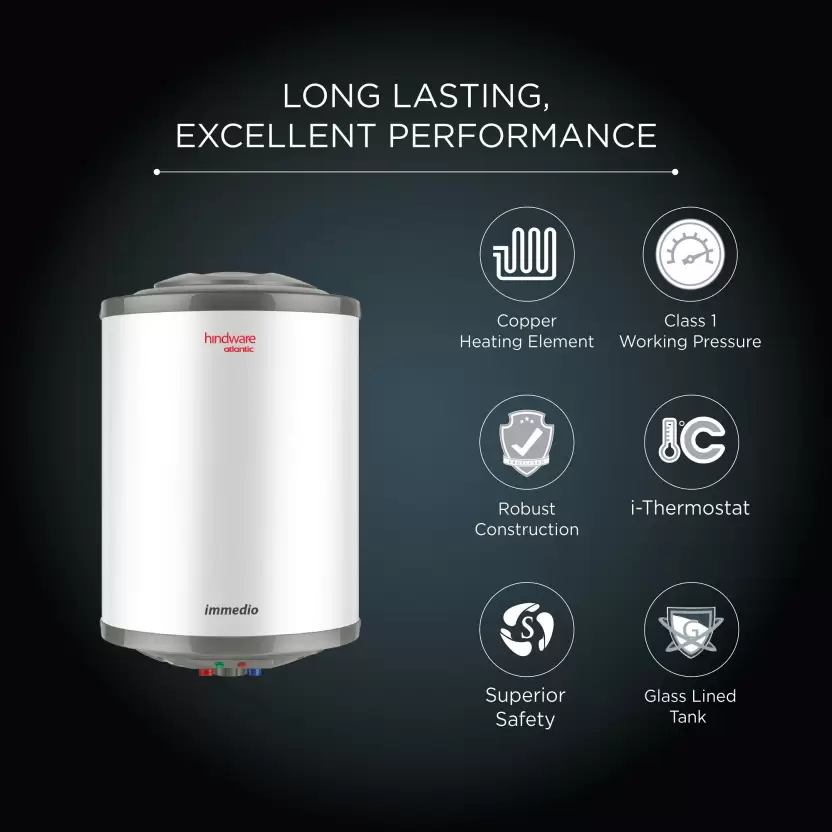 LONG LASTING,
EXCELLENT PERFORMANCE
hindware
atlantic
immedio
Copper
Heating Element
Class 1
Working Pressure
Robust
Construction
°C
i-Thermostat
S
Superior
Safety
G
Glass Lined
Tank